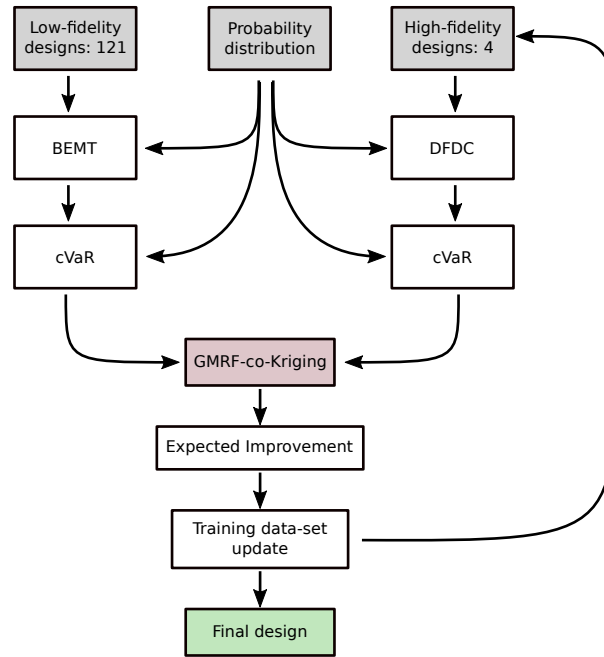 Low-fidelity
designs: 121
Probability
distribution
High-fidelity
designs: 4
BEMT
DFDC
cVaR
cVaR
GMRF-co-Kriging
Expected Improvement
Training data-set
update
Final design